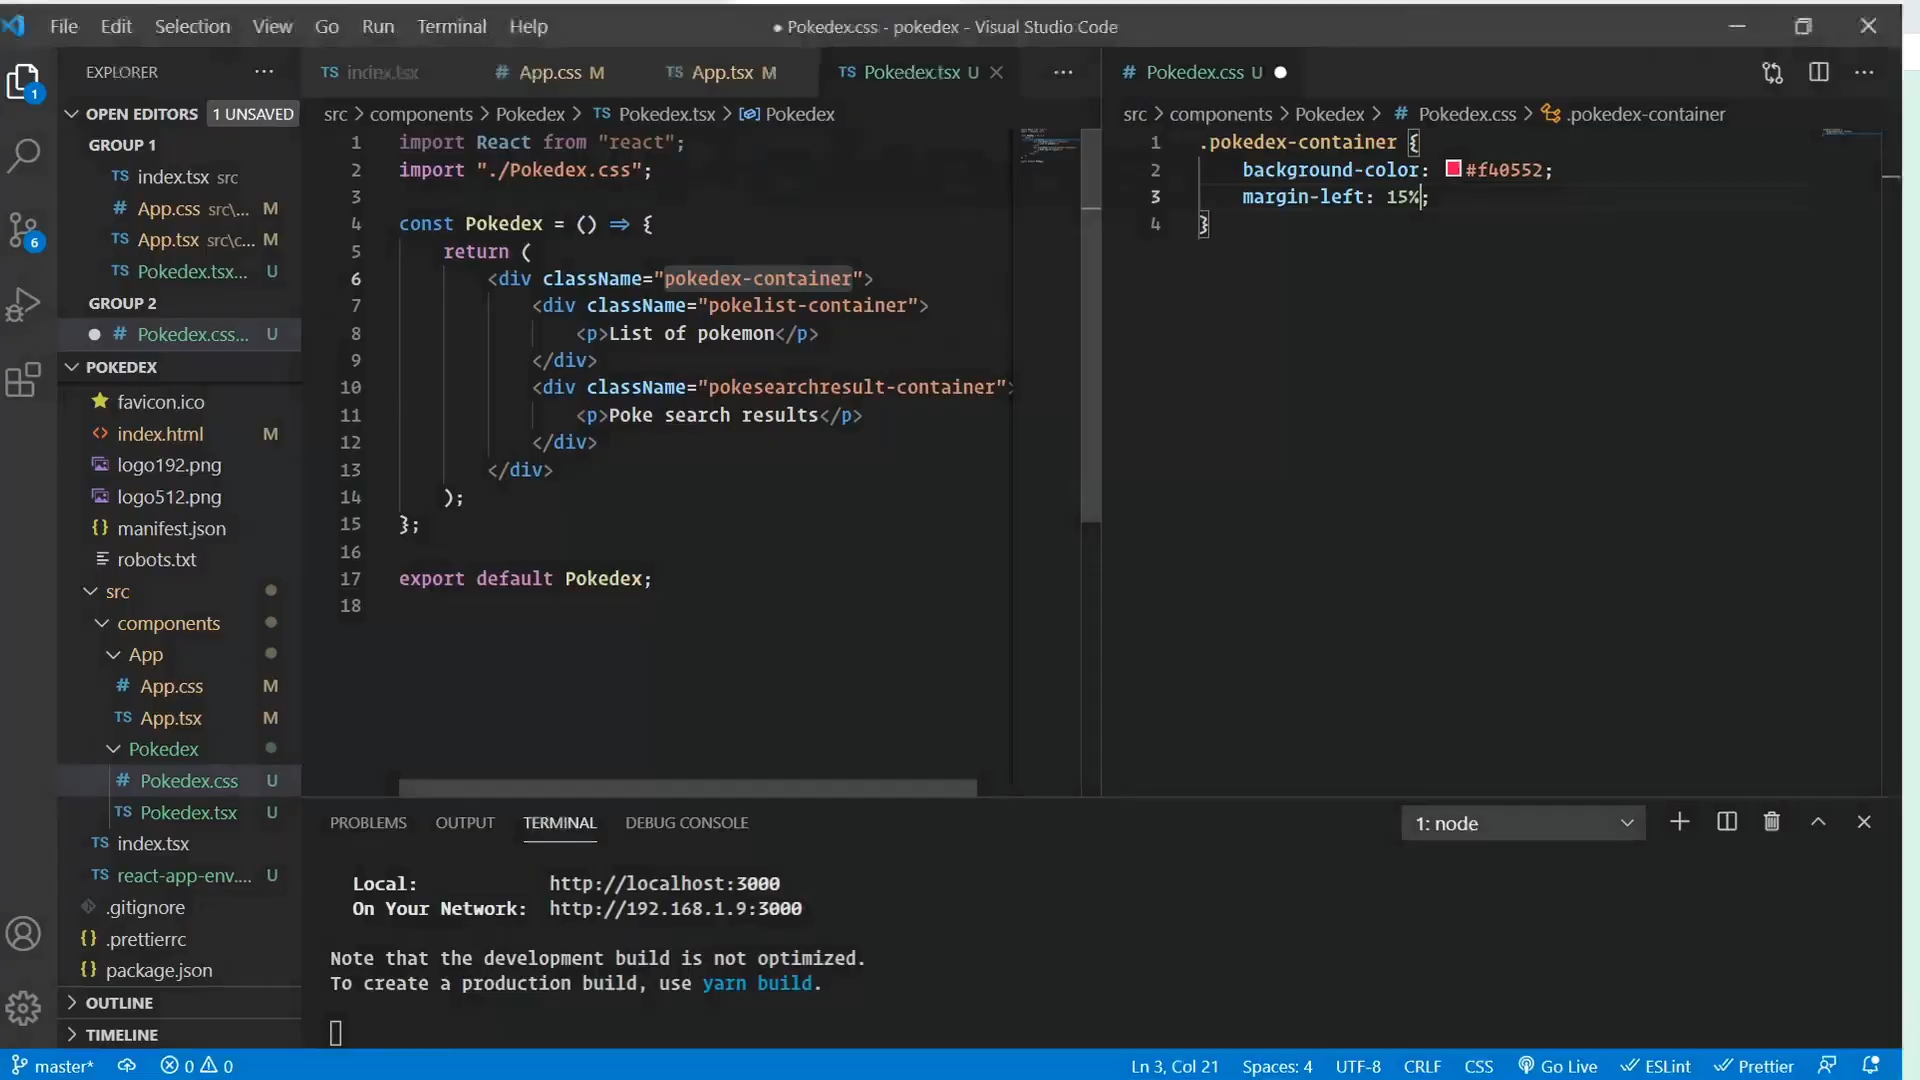 File Edit Selection View Go Run Terminal Help
● Pokedex.css - pokedex - Visual Studio Code
EXPLORER ...
OPEN EDITORS 1 UNSAVED
GROUP 1
TS index.tsx src
# App.css src\... M
TS App.tsx src\c... M
TS Pokedex.tsx... U
GROUP 2
● # Pokedex.css... U
POKEDEX
favicon.ico
<> index.html M
logo192.png
logo512.png
{} manifest.json
robots.txt
src
components
App
# App.css M
TS App.tsx M
Pokedex
# Pokedex.css U
TS Pokedex.tsx U
TS index.tsx
TS react-app-env.... U
.gitignore
{} .prettierrc
{} package.json
OUTLINE
TIMELINE
1
6
TS index.tsx # App.css M TS App.tsx M TS Pokedex.tsx U ...
src > components > Pokedex > TS Pokedex.tsx > Pokedex
1 import React from "react";
2 import "./Pokedex.css";
3
4 const Pokedex = () => {
5 return (
6 <div className="pokedex-container">
7 <div className="pokelist-container">
8 <p>List of pokemon</p>
9 </div>
10 <div className="pokesearchresult-container">
11 <p>Poke search results</p>
12 </div>
13 </div>
14 );
15 };
16
17 export default Pokedex;
18
# Pokedex.css U ● ...
src > components > Pokedex > # Pokedex.css > .pokedex-container
1 .pokedex-container {
2 background-color: #f40552;
3 margin-left: 15%;
4 }
PROBLEMS OUTPUT TERMINAL DEBUG CONSOLE
1: node
Local: http://localhost:3000
On Your Network: http://192.168.1.9:3000
Note that the development build is not optimized.
To create a production build, use yarn build.
master* 0 0
Ln 3, Col 21 Spaces: 4 UTF-8 CRLF CSS Go Live ESLint Prettier